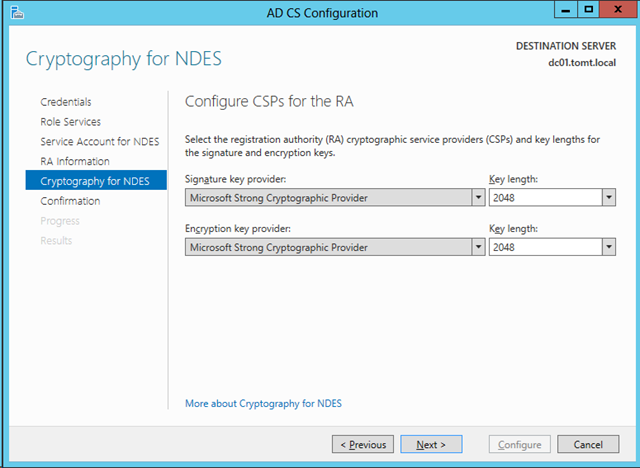 AD CS Configuration
Cryptography for NDES
DESTINATION SERVER
dc01.tomt.local
Credentials
Role Services
Service Account for NDES
RA Information
Cryptography for NDES
Confirmation
Progress
Results
Configure CSPs for the RA
Select the registration authority (RA) cryptographic service providers (CSPs) and key lengths for
the signature and encryption keys.
Signature key provider:
Key length:
Microsoft Strong Cryptographic Provider
2048
Encryption key provider:
Key length:
Microsoft Strong Cryptographic Provider
2048
More about Cryptography for NDES
< Previous
Next >
Configure
Cancel